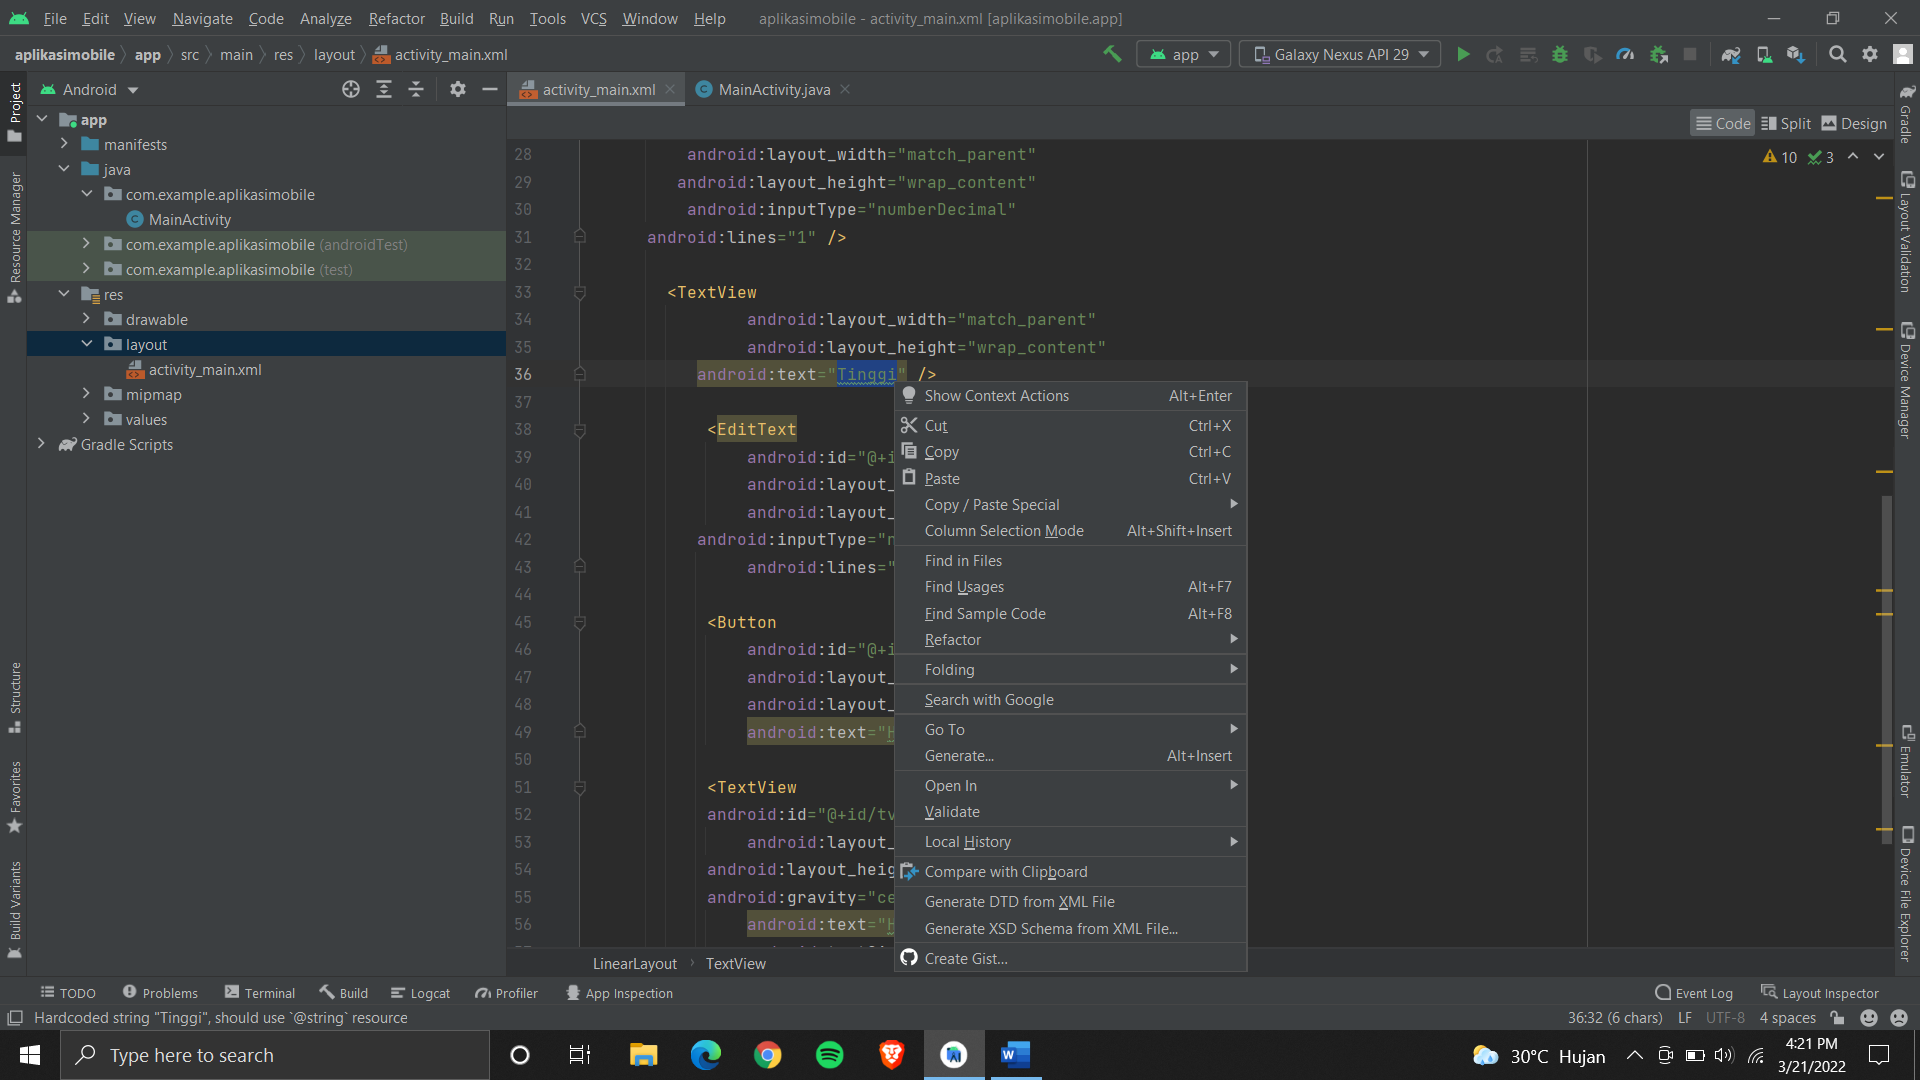 File Edit View Navigate Code Analyze Refactor Build Run Tools VCS Window Help aplikasimobile - activity_main.xml [aplikasimobile.app]
aplikasimobile app src main res layout activity_main.xml app Galaxy Nexus API 29
Android
activity_main.xml MainActivity.java
Code Split Design
10 3
Project
Resource Manager
Structure
Favorites
Build Variants
app
manifests
java
com.example.aplikasimobile
MainActivity
com.example.aplikasimobile (androidTest)
com.example.aplikasimobile (test)
res
drawable
layout
activity_main.xml
mipmap
values
Gradle Scripts
28 android:layout_width="match_parent"
29 android:layout_height="wrap_content"
30 android:inputType="numberDecimal"
31 android:lines="1" />
32
33 <TextView
34 android:layout_width="match_parent"
35 android:layout_height="wrap_content"
36 android:text="Tinggi" />
37
38 <EditText
39 android:id="@+i
40 android:layout_
41 android:layout_
42 android:inputType="n
43 android:lines="
44
45 <Button
46 android:id="@+i
47 android:layout_
48 android:layout_
49 android:text="H
50
51 <TextView
52 android:id="@+id/tv
53 android:layout_
54 android:layout_heig
55 android:gravity="ce
56 android:text="H
Show Context Actions Alt+Enter
Cut Ctrl+X
Copy Ctrl+C
Paste Ctrl+V
Copy / Paste Special
Column Selection Mode Alt+Shift+Insert
Find in Files
Find Usages Alt+F7
Find Sample Code Alt+F8
Refactor
Folding
Search with Google
Go To
Generate... Alt+Insert
Open In
Validate
Local History
Compare with Clipboard
Generate DTD from XML File
Generate XSD Schema from XML File...
Create Gist...
Gradle
Layout Validation
Device Manager
Emulator
Device File Explorer
LinearLayout TextView
TODO Problems Terminal Build Logcat Profiler App Inspection Event Log Layout Inspector
Hardcoded string "Tinggi", should use `@string` resource 36:32 (6 chars) LF UTF-8 4 spaces
Type here to search
30°C Hujan
4:21 PM
3/21/2022